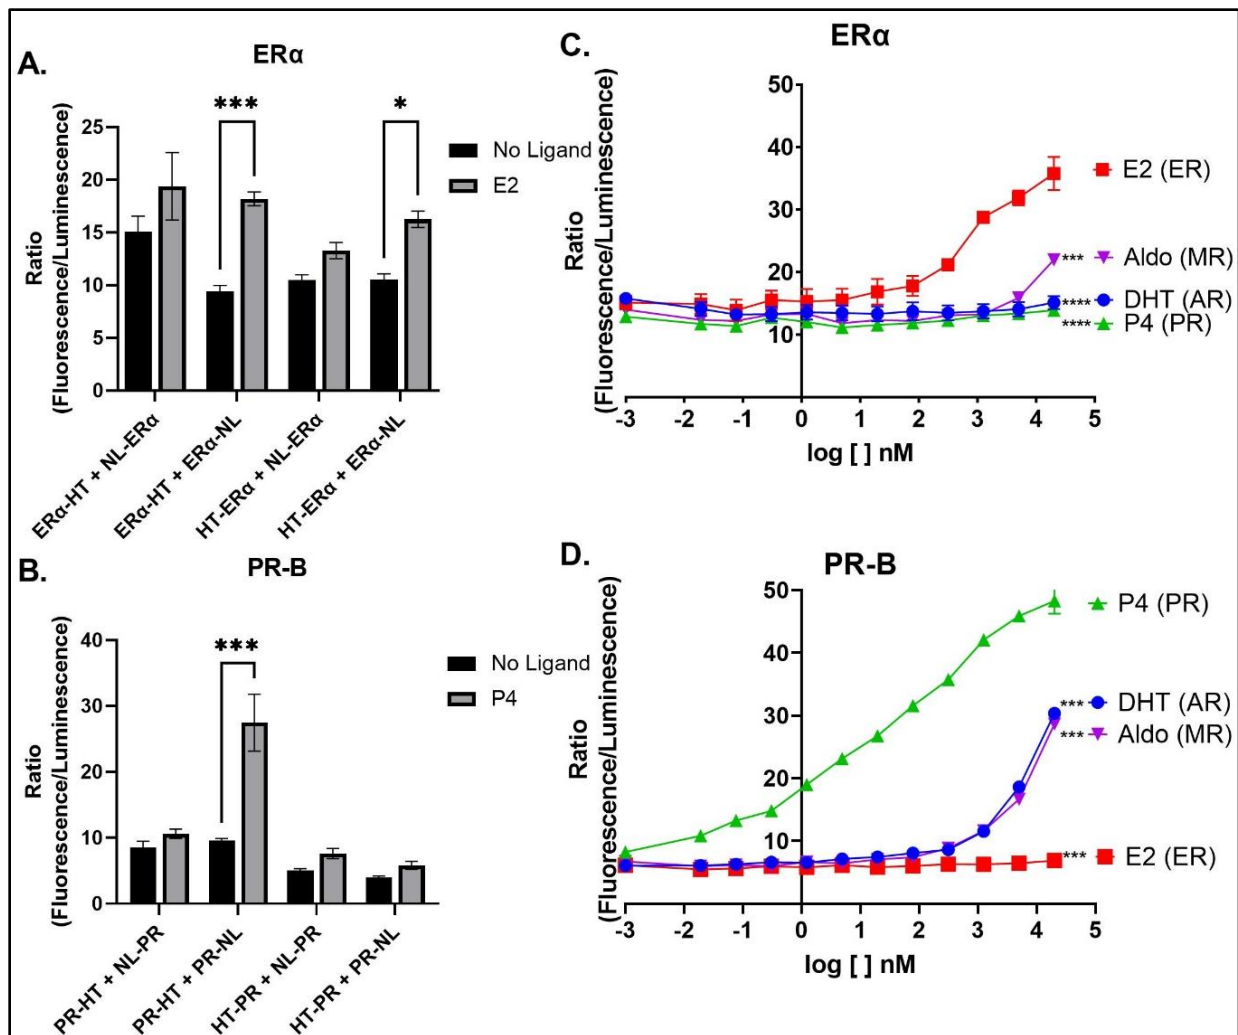 A.
ERα
Ratio
(Fluorescence/Luminescence)
25
20
15
10
5
0
***
*
No Ligand
E2
ERα-HT + NL-ERα
ERα-HT + ERα-NL
HT-ERα + NL-ERα
HT-ERα + ERα-NL
B.
PR-B
Ratio
(Fluorescence/Luminescence)
40
30
20
10
0
***
No Ligand
P4
PR-HT + NL-PR
PR-HT + PR-NL
HT-PR + NL-PR
HT-PR + PR-NL
C.
ERα
Ratio
(Fluorescence/Luminescence)
50
40
30
20
10
-3 -2 -1 0 1 2 3 4 5
log [ ] nM
E2 (ER)
*** Aldo (MR)
**** DHT (AR)
**** P4 (PR)
D.
PR-B
Ratio
(Fluorescence/Luminescence)
50
40
30
20
10
-3 -2 -1 0 1 2 3 4 5
log [ ] nM
P4 (PR)
*** DHT (AR)
*** Aldo (MR)
*** E2 (ER)